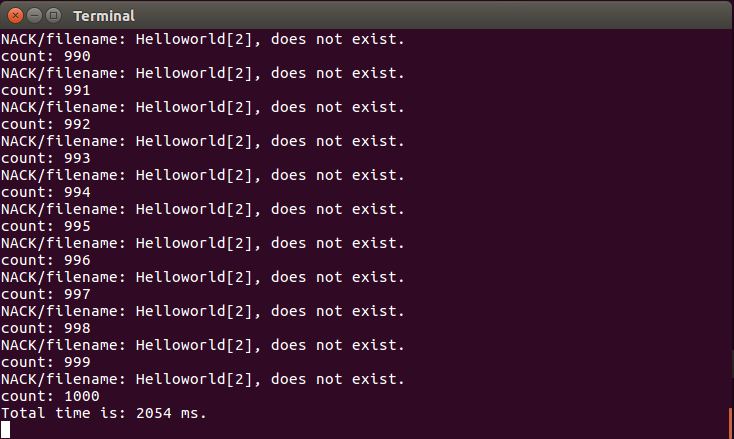 Terminal
NACK/filename: Helloworld[2], does not exist.
count: 990
NACK/filename: Helloworld[2], does not exist.
count: 991
NACK/filename: Helloworld[2], does not exist.
count: 992
NACK/filename: Helloworld[2], does not exist.
count: 993
NACK/filename: Helloworld[2], does not exist.
count: 994
NACK/filename: Helloworld[2], does not exist.
count: 995
NACK/filename: Helloworld[2], does not exist.
count: 996
NACK/filename: Helloworld[2], does not exist.
count: 997
NACK/filename: Helloworld[2], does not exist.
count: 998
NACK/filename: Helloworld[2], does not exist.
count: 999
NACK/filename: Helloworld[2], does not exist.
count: 1000
Total time is: 2054 ms.